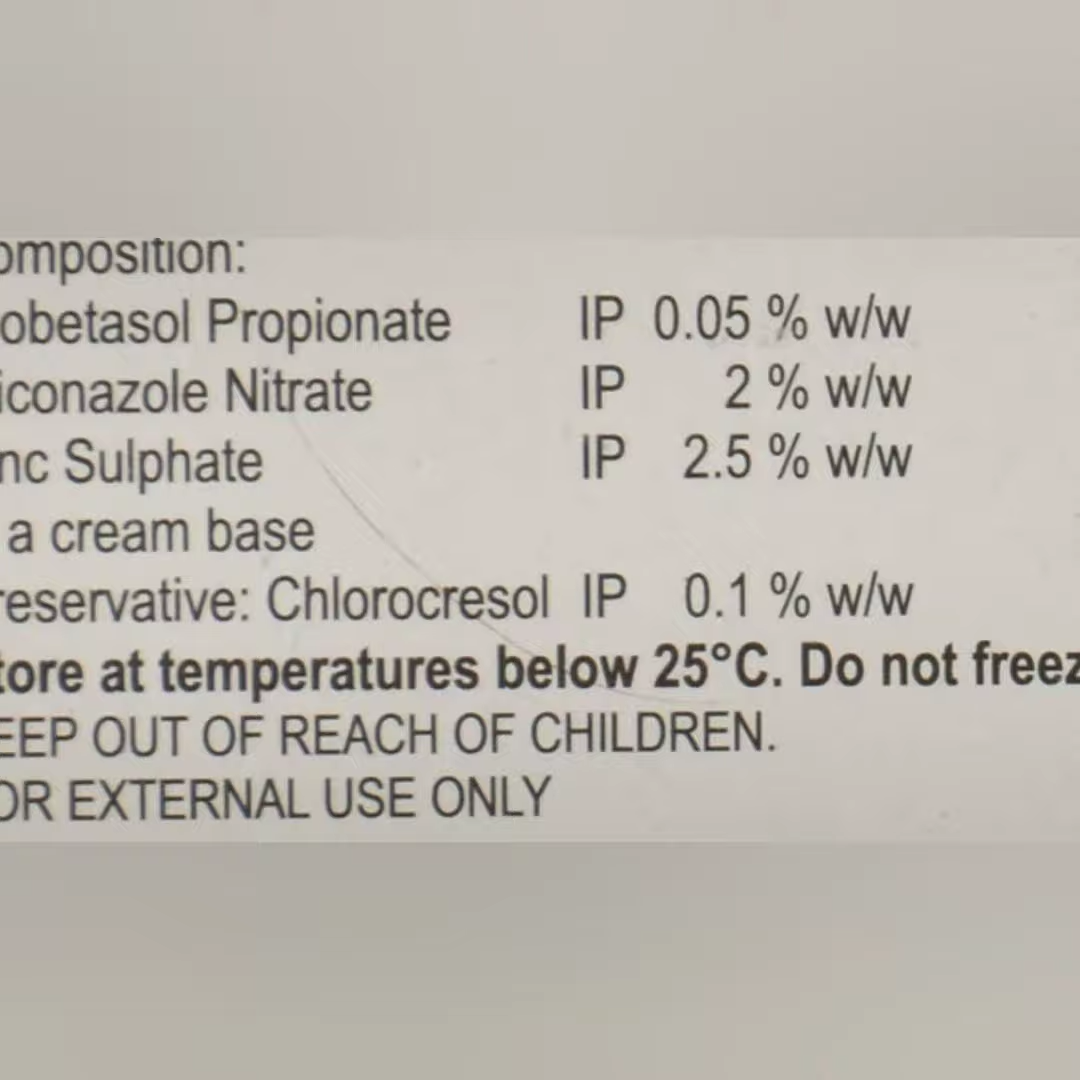 omposition:
obetasol Propionate IP 0.05 % w/w
iconazole Nitrate IP 2 % w/w
nc Sulphate IP 2.5 % w/w
a cream base
reservative: Chlorocresol IP 0.1 % w/w
tore at temperatures below 25°C. Do not freez
EEP OUT OF REACH OF CHILDREN.
OR EXTERNAL USE ONLY